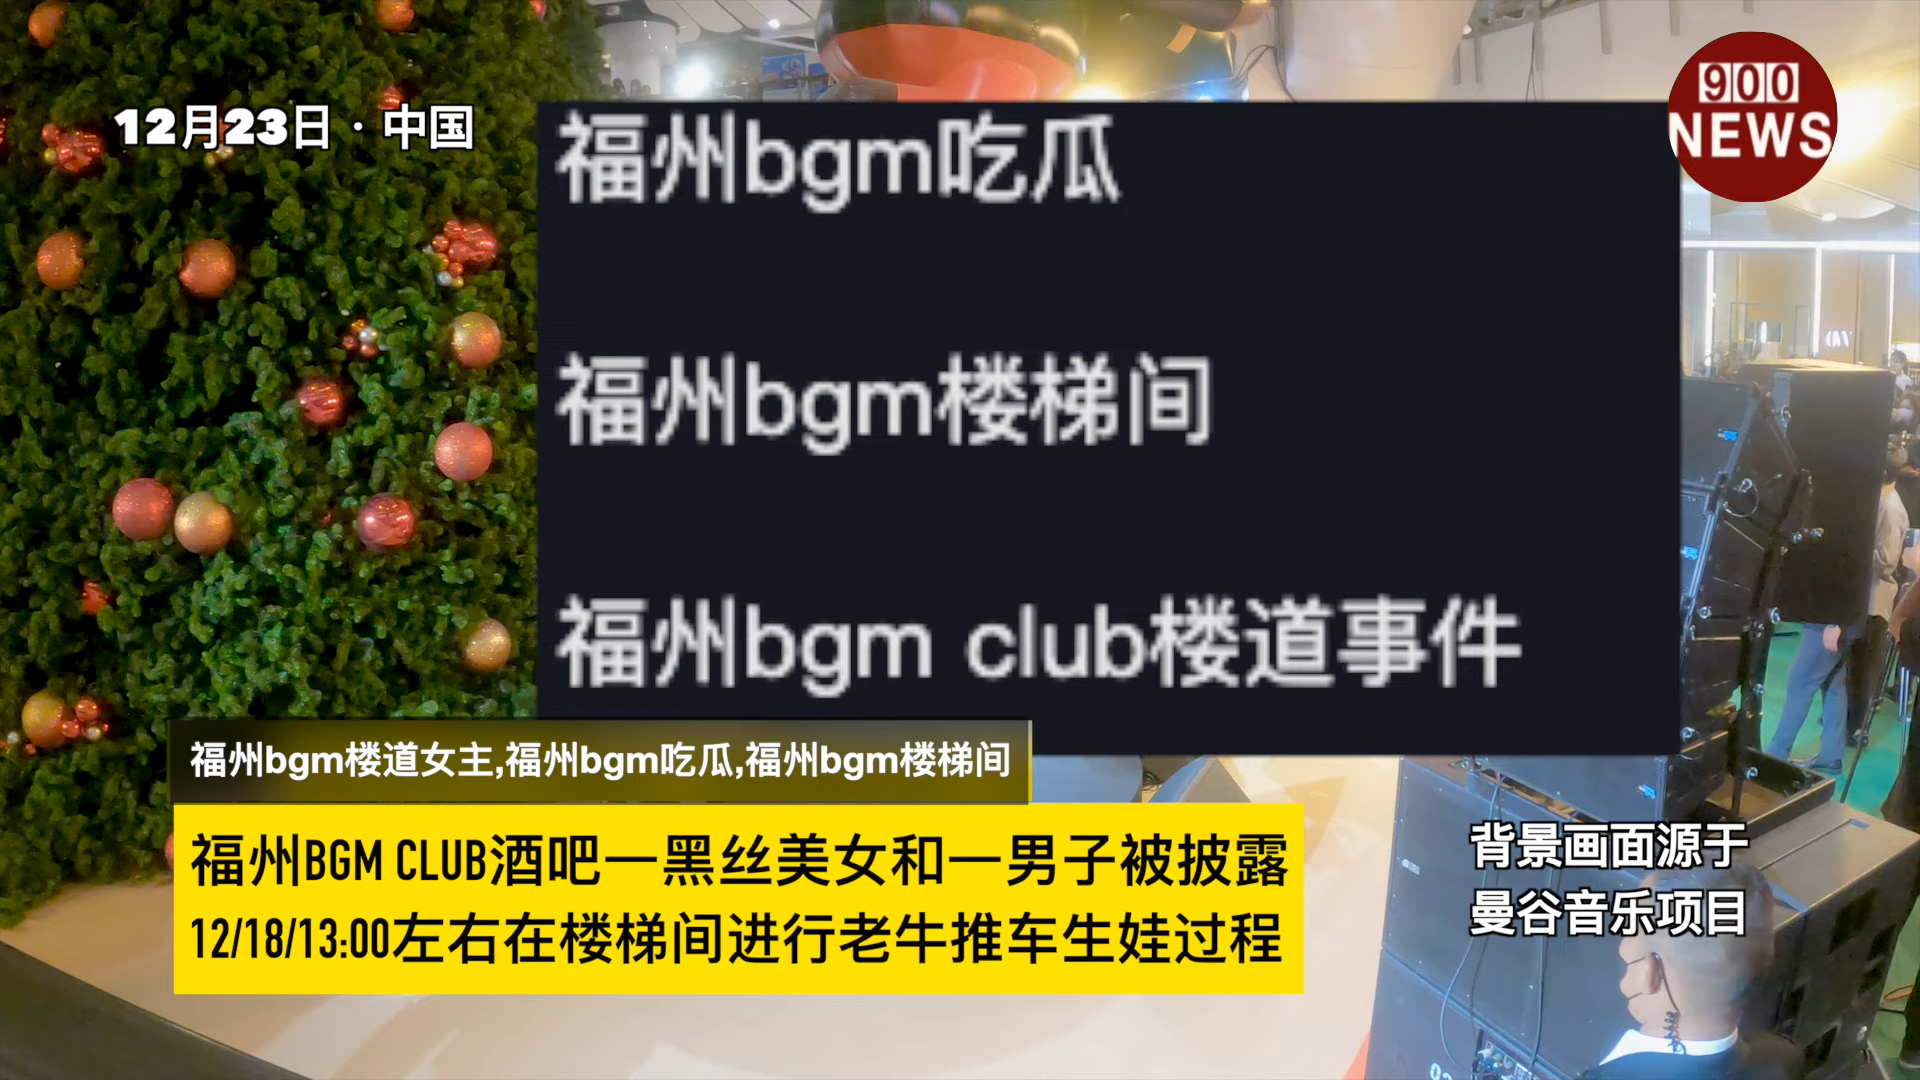 12月23日·中国
900
NEWS
福州bgm吃瓜
福州bgm楼梯间
福州bgm club楼道事件
福州bgm楼道女主,福州bgm吃瓜,福州bgm楼梯间
福州BGM CLUB酒吧一黑丝美女和一男子被披露
12/18/13:00左右在楼梯间进行老牛推车生娃过程
背景画面源于
曼谷音乐项目